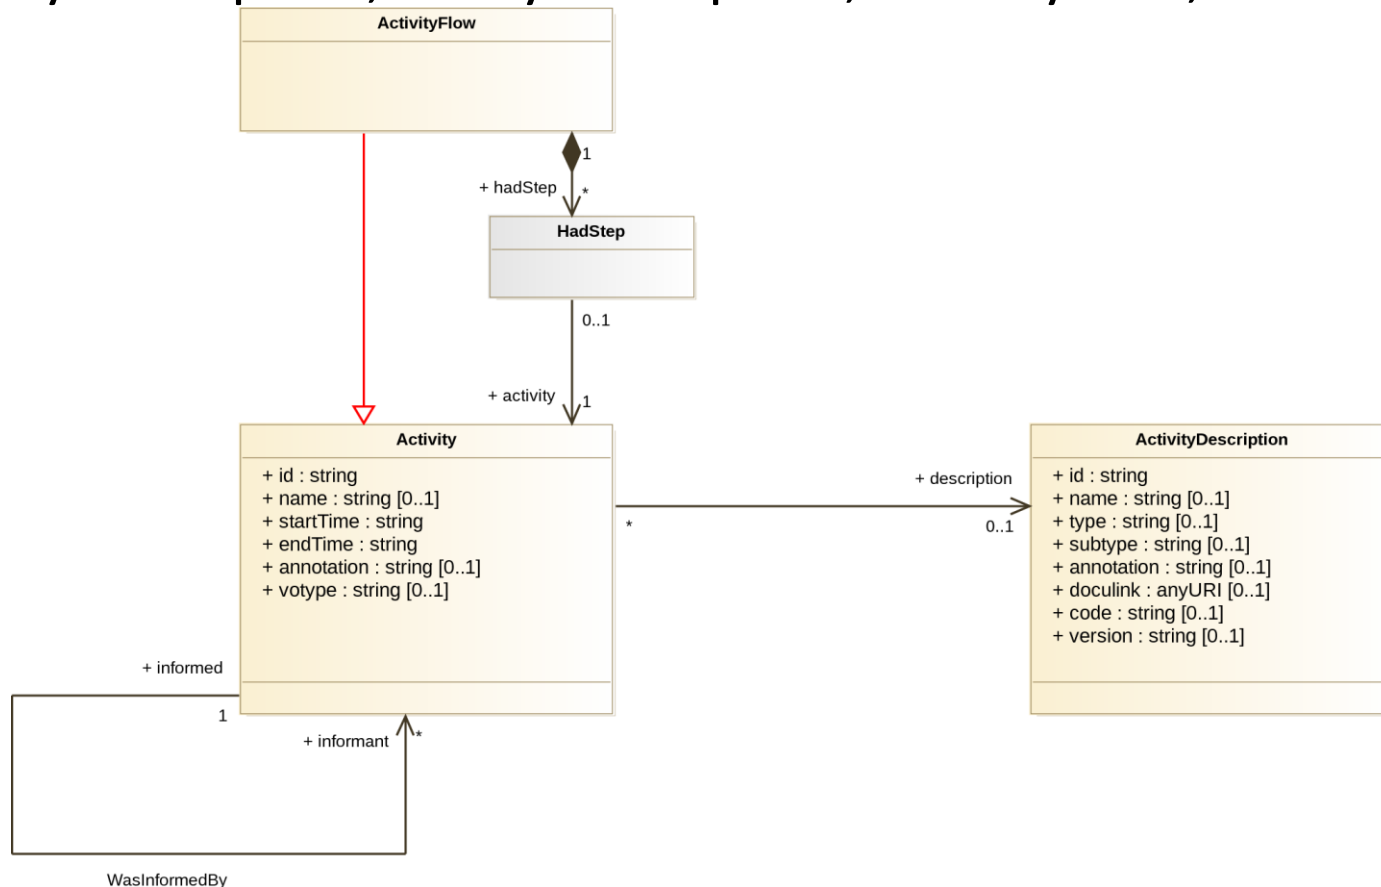 ActivityFlow
1
+ hadStep
*
HadStep
0..1
+ activity
1
Activity
+ id : string
+ name : string [0..1]
+ startTime : string
+ endTime : string
+ annotation : string [0..1]
+ votype : string [0..1]
+ description
*
0..1
ActivityDescription
+ id : string
+ name : string [0..1]
+ type : string [0..1]
+ subtype : string [0..1]
+ annotation : string [0..1]
+ doculink : anyURI [0..1]
+ code : string [0..1]
+ version : string [0..1]
+ informed
1
+ informant
*
WasInformedBy